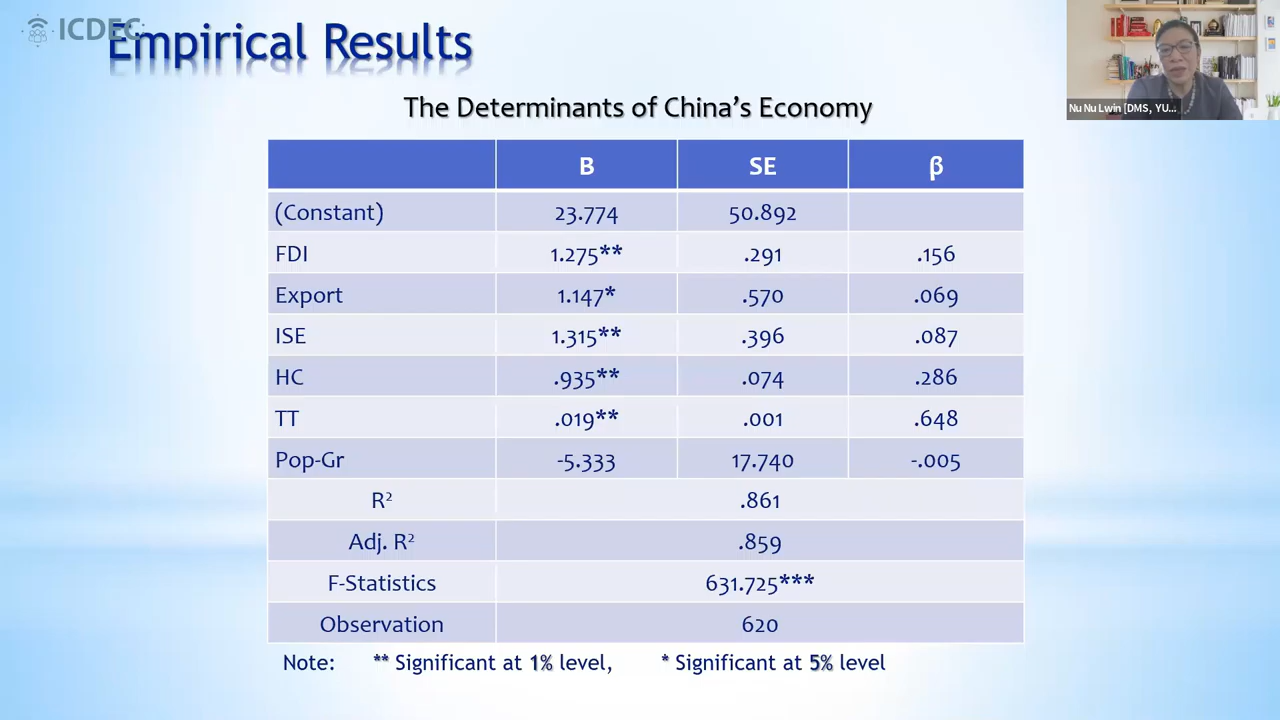 ICDEC
Empirical Results
Nu Nu Lwin [DMS, YU...
The Determinants of China's Economy
B SE β
(Constant) 23.774 50.892
FDI 1.275** .291 .156
Export 1.147* .570 .069
ISE 1.315** .396 .087
HC .935** .074 .286
TT .019** .001 .648
Pop-Gr -5.333 17.740 -.005
R² .861
Adj. R² .859
F-Statistics 631.725***
Observation 620
Note: ** Significant at 1% level, * Significant at 5% level